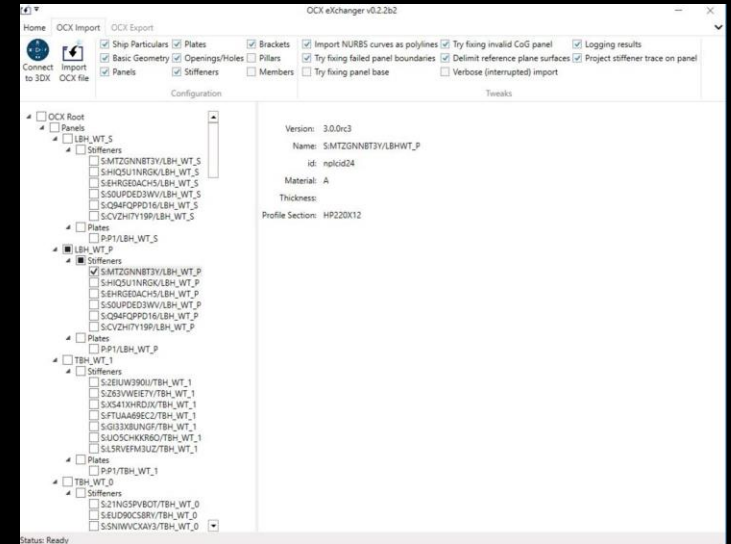 OCX eXchanger v0.2.2b2
Home OCX Import OCX Export
Connect to 3DX
Import OCX file
Ship Particulars Plates Brackets
Basic Geometry Openings/Holes Pillars
Panels Stiffeners Members
Configuration
Import NURBS curves as polylines Try fixing invalid CoG panel Logging results
Try fixing failed panel boundaries Delimit reference plane surfaces Project stiffener trace on panel
Try fixing panel base Verbose (interrupted) import
Tweaks
OCX Root
Panels
LBH_WT_S
Stiffeners
S:MTZGNNBT3Y/LBH_WT_S
S:HIQ5U1NRGK/LBH_WT_S
S:EHRGE0ACH5/LBH_WT_S
S:S0UPDED3WV/LBH_WT_S
S:Q94FQPPD16/LBH_WT_S
S:CVZHI7Y19P/LBH_WT_S
Plates
P:P1/LBH_WT_S
LBH_WT_P
Stiffeners
S:MTZGNNBT3Y/LBH_WT_P
S:HIQ5U1NRGK/LBH_WT_P
S:EHRGE0ACH5/LBH_WT_P
S:S0UPDED3WV/LBH_WT_P
S:Q94FQPPD16/LBH_WT_P
S:CVZHI7Y19P/LBH_WT_P
Plates
P:P1/LBH_WT_P
TBH_WT_1
Stiffeners
S:2EIUW390IJ/TBH_WT_1
S:Z63VWEIE7Y/TBH_WT_1
S:XS41XHRDJX/TBH_WT_1
S:FTUAA69EC2/TBH_WT_1
S:GI33X8UNGF/TBH_WT_1
S:UO5CHKKR6O/TBH_WT_1
S:L5RVEFM3UZ/TBH_WT_1
Plates
P:P1/TBH_WT_1
TBH_WT_0
Stiffeners
S:21NG5PVBOT/TBH_WT_0
S:EUD90CS8RY/TBH_WT_0
S:SNIWVCXAY3/TBH_WT_0
Version: 3.0.0rc3
Name: S:MTZGNNBT3Y/LBHWT_P
id: nplcid24
Material: A
Thickness:
Profile Section: HP220X12
Status: Ready